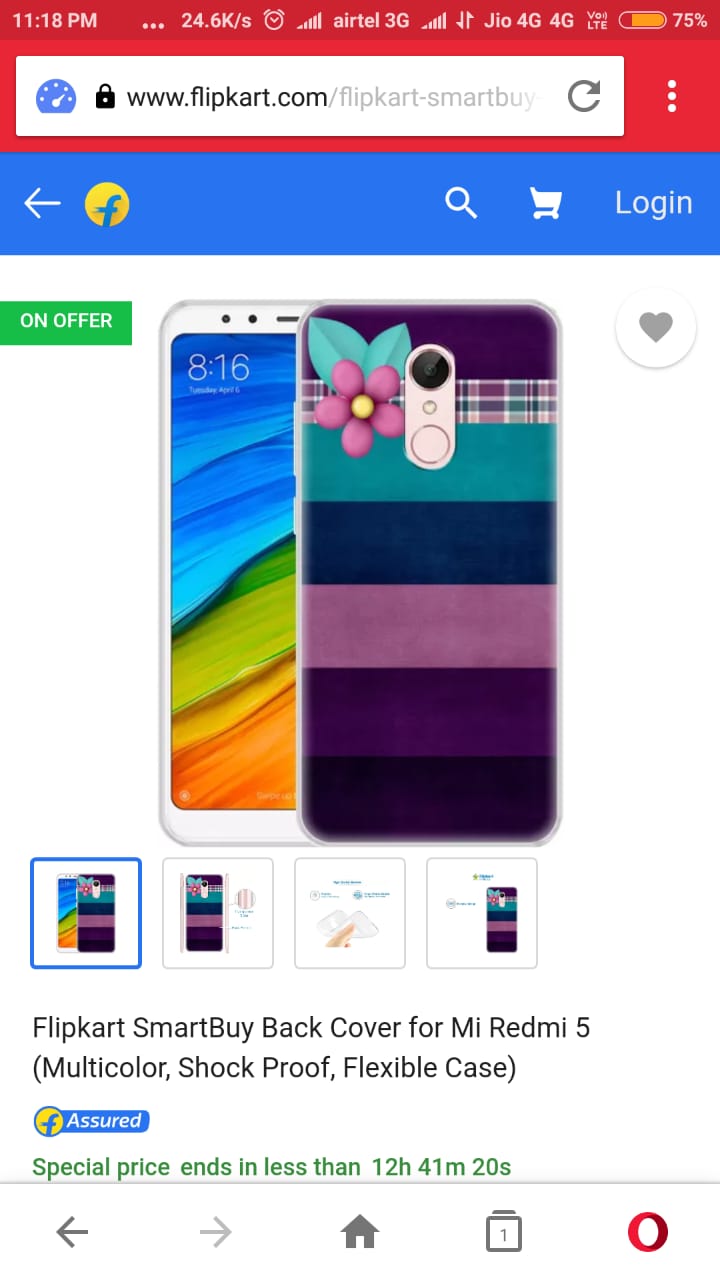 11:18 PM ... 24.6K/s airtel 3G Jio 4G 4G Vo)) LTE 75%
www.flipkart.com/flipkart-smartbuy-
Login
ON OFFER
8:16
Tuesday, April 6
Swipe up t
Flipkart SmartBuy Back Cover for Mi Redmi 5
(Multicolor, Shock Proof, Flexible Case)
Assured
Special price ends in less than 12h 41m 20s
1